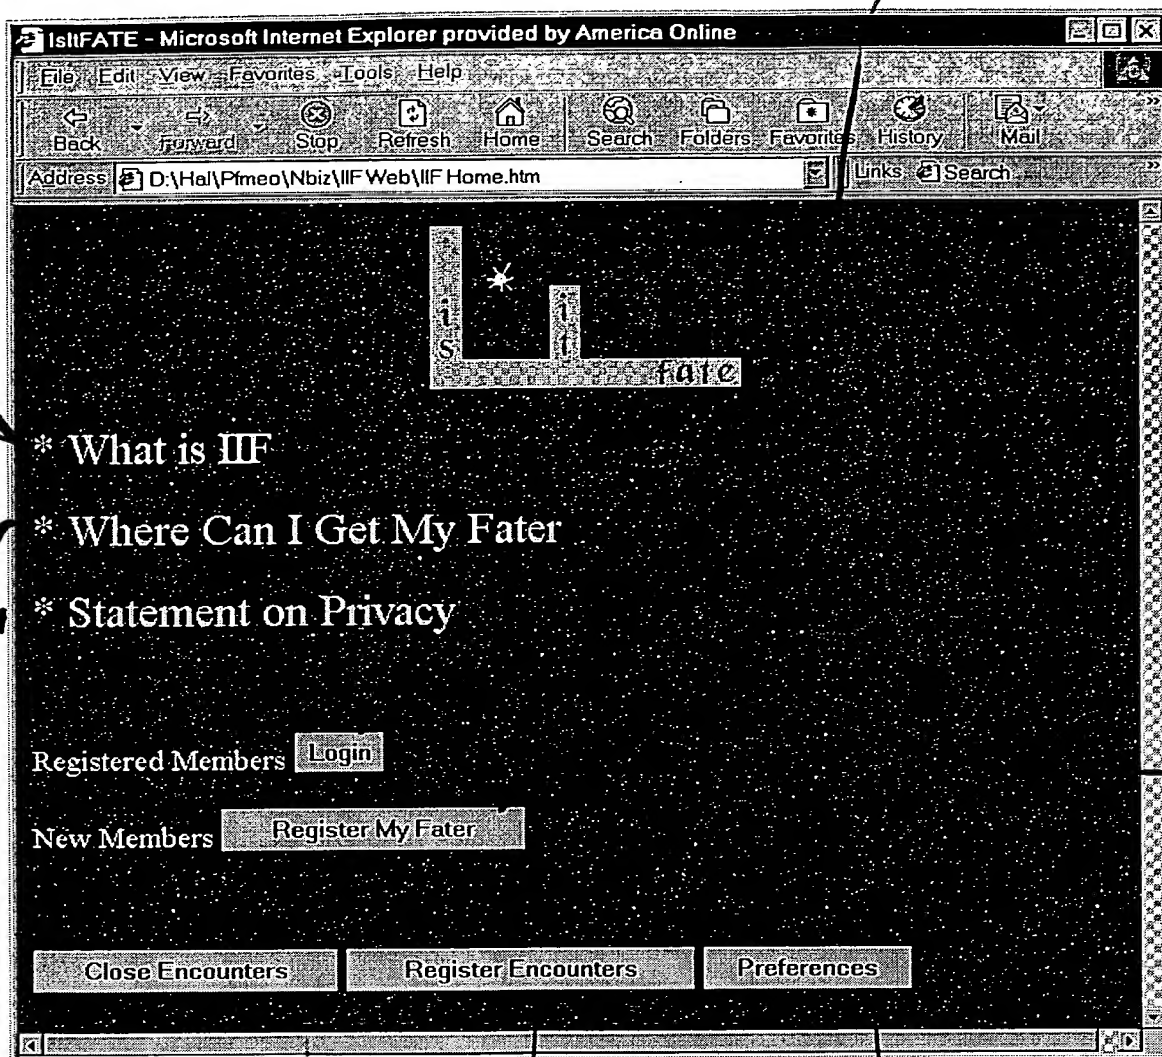 IsItFATE - Microsoft Internet Explorer provided by America Online
File Edit View Favorites Tools Help
Back Forward Stop Refresh Home Search Folders Favorites History Mail
Address D:\Hal\Pfmeo\Nbiz\IIF Web\IIF Home.htm Links Search
is it
fate
* What is IIF
* Where Can I Get My Fater
* Statement on Privacy
Registered Members Login
New Members Register My Fater
Close Encounters Register Encounters Preferences